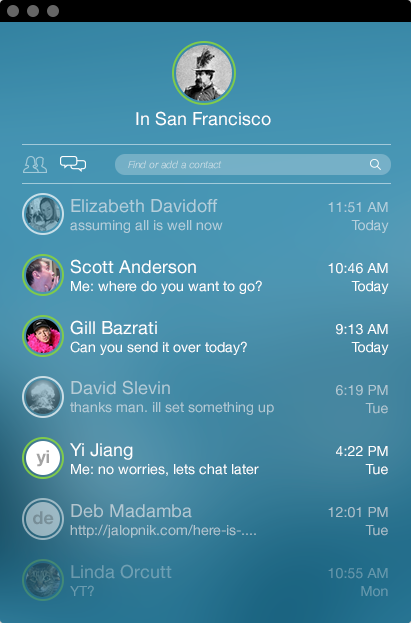 In San Francisco
Find or add a contact
Elizabeth Davidoff 11:51 AM
assuming all is well now Today
Scott Anderson 10:46 AM
Me: where do you want to go? Today
Gill Bazrati 9:13 AM
Can you send it over today? Today
David Slevin 6:19 PM
thanks man. ill set something up Tue
yi Yi Jiang 4:22 PM
Me: no worries, lets chat later Tue
de Deb Madamba 12:01 PM
http://jalopnik.com/here-is-.... Tue
Linda Orcutt 10:55 AM
YT? Mon